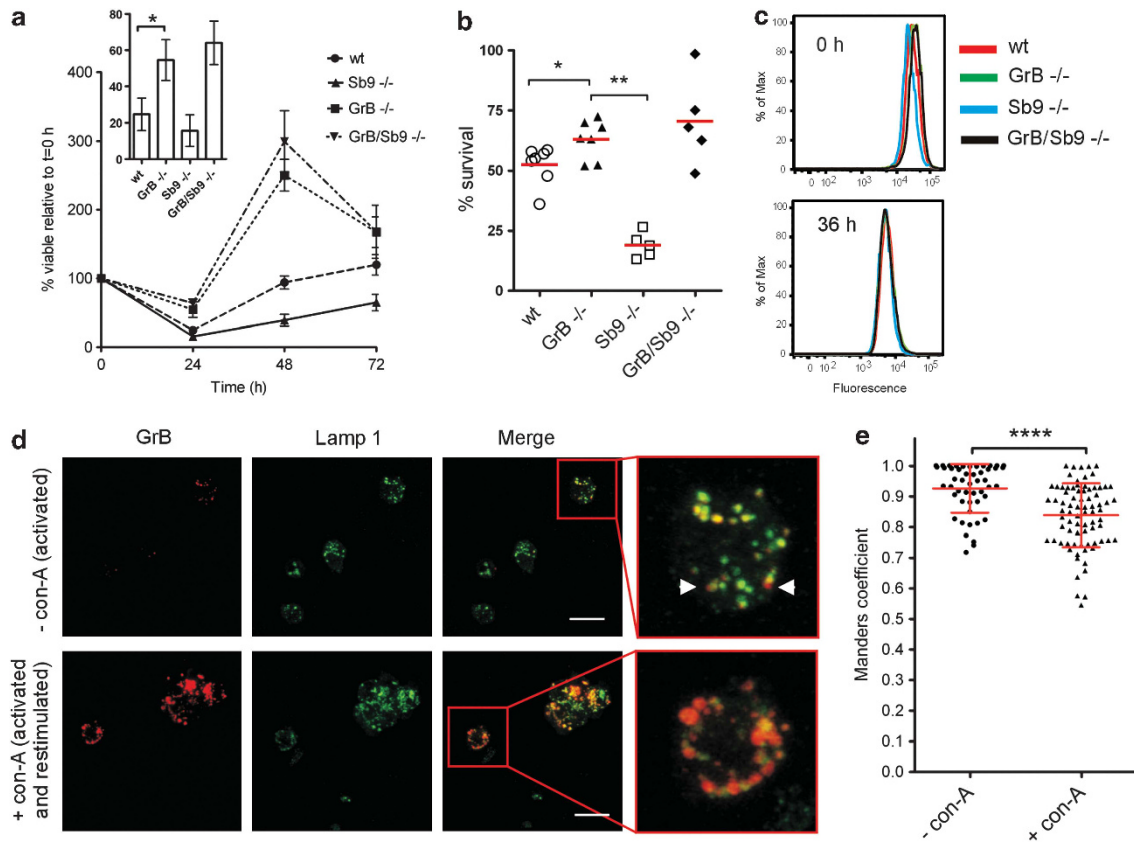 a
*
80
60
40
20
0
wt
GrB -/-
Sb9 -/-
GrB/Sb9 -/-
400
300
200
100
0
% viable relative to t=0 h
0
24
48
72
Time (h)
wt
Sb9 -/-
GrB -/-
GrB/Sb9 -/-
b
100
75
50
25
0
% survival
*
**
wt
GrB -/-
Sb9 -/-
GrB/Sb9 -/-
c
0 h
100
80
60
40
20
0
% of Max
0 10² 10³ 10⁴ 10⁵
36 h
100
80
60
40
20
0
% of Max
0 10² 10³ 10⁴ 10⁵
Fluorescence
wt
GrB -/-
Sb9 -/-
GrB/Sb9 -/-
d
GrB
Lamp 1
Merge
- con-A (activated)
+ con-A (activated
and restimulated)
e
****
1.0
0.9
0.8
0.7
0.6
0.5
0.4
0.3
0.2
0.1
0.0
Manders coefficient
- con-A
+ con-A